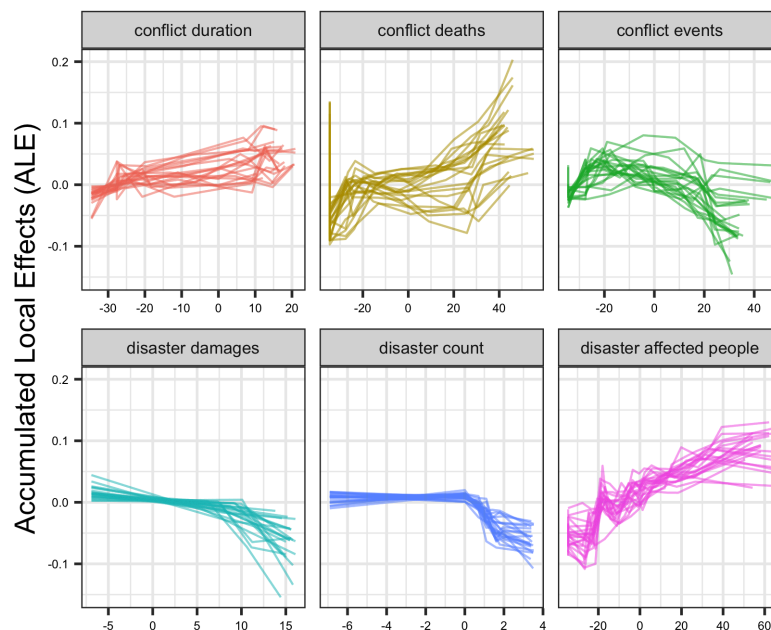 conflict duration conflict deaths conflict events
0.2
0.1
0.0
-0.1
-30 -20 -10 0 10 20 -20 0 20 40 -20 0 20 40
disaster damages disaster count disaster affected people
0.2
0.1
0.0
-0.1
-5 0 5 10 15 -6 -4 -2 0 2 4 -20 0 20 40 60
Accumulated Local Effects (ALE)